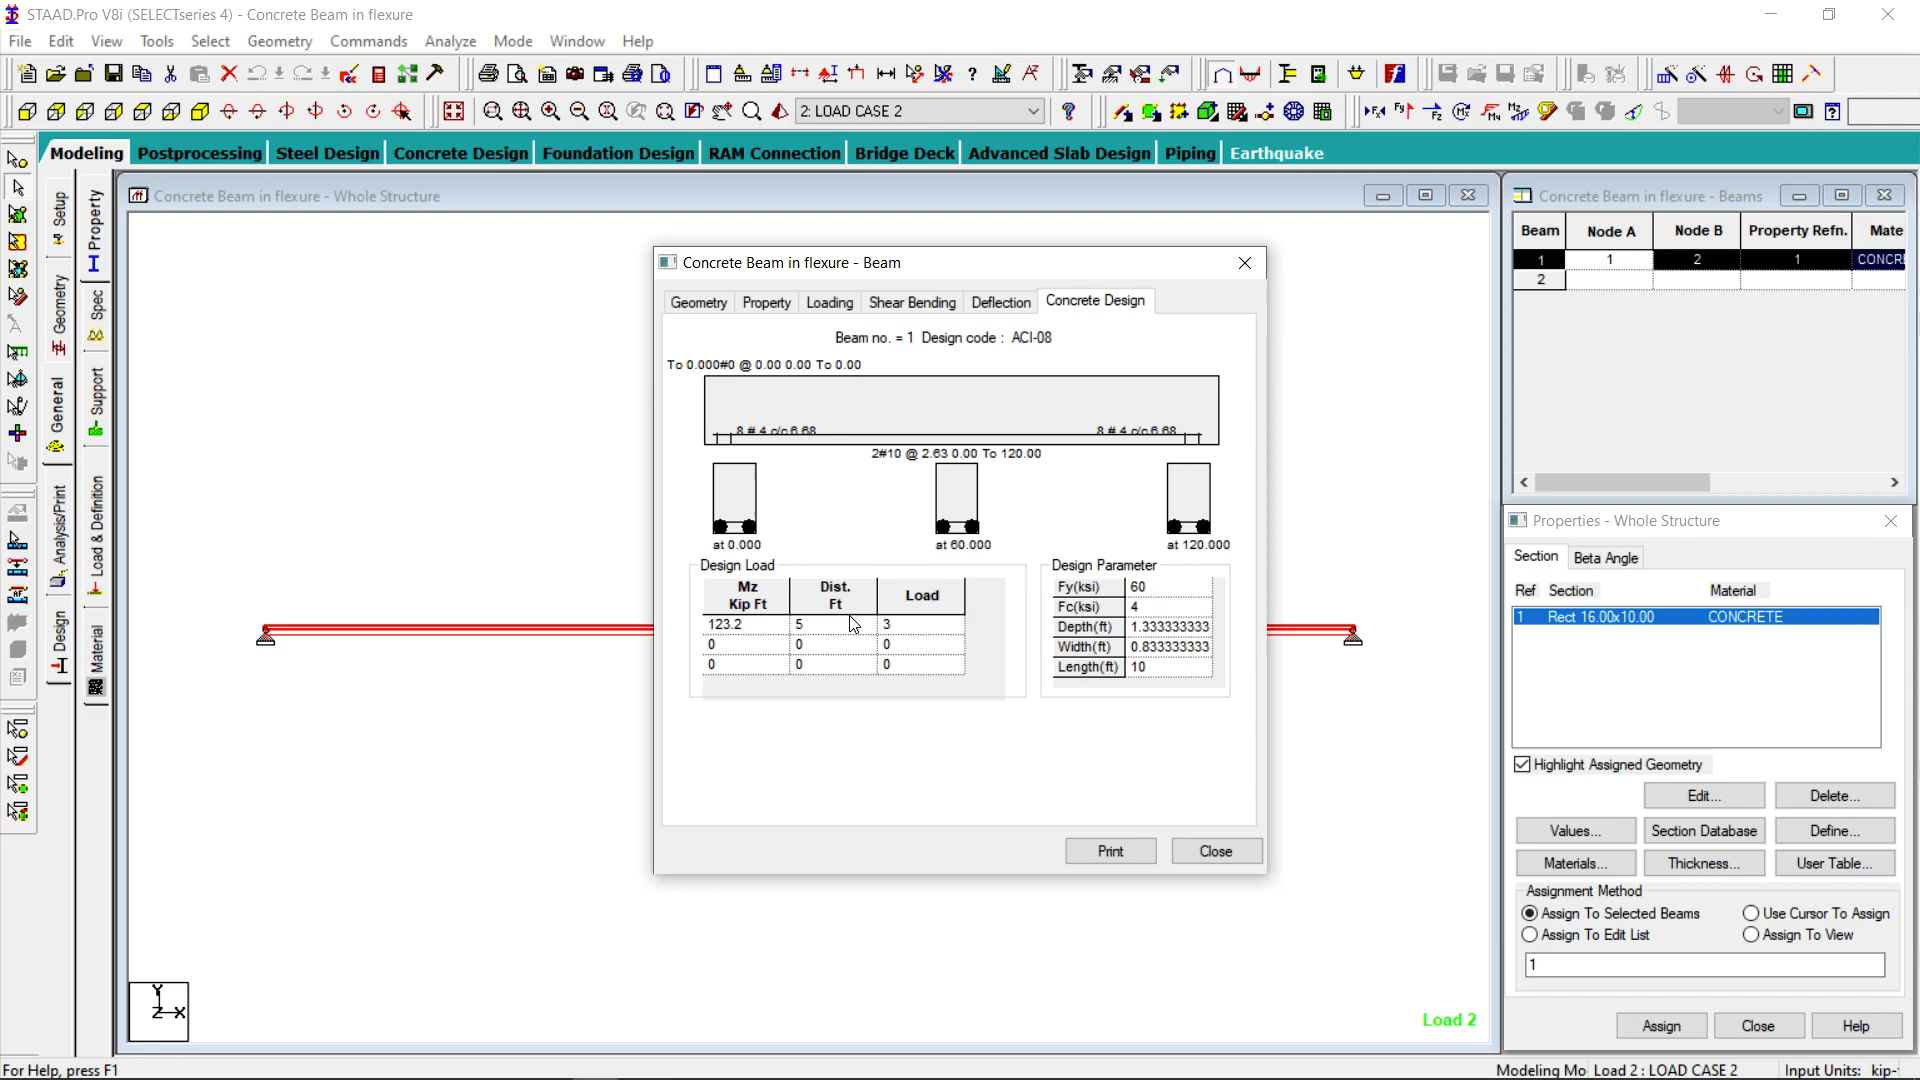 STAAD.Pro V8i (SELECTseries 4) - Concrete Beam in flexure
File Edit View Tools Select Geometry Commands Analyze Mode Window Help
2: LOAD CASE 2
Modeling Postprocessing Steel Design Concrete Design Foundation Design RAM Connection Bridge Deck Advanced Slab Design Piping Earthquake
Setup
Geometry
General
Analysis/Print
Design
Property
Spec
Support
Load & Definition
Material
Concrete Beam in flexure - Whole Structure
Concrete Beam in flexure - Beam
Geometry Property Loading Shear Bending Deflection Concrete Design
Beam no. = 1 Design code : ACI-08
To 0.000#0 @ 0.00 0.00 To 0.00
8 # 4 c/c 6.68 8 # 4 c/c 6.68
2#10 @ 2.63 0.00 To 120.00
at 0.000 at 60.000 at 120.000
Design Load
Mz Kip Ft Dist. Ft Load
123.2 5 3
0 0 0
0 0 0
Design Parameter
Fy(ksi) 60
Fc(ksi) 4
Depth(ft) 1.333333333
Width(ft) 0.833333333
Length(ft) 10
Print Close
Y
Z X
Load 2
Concrete Beam in flexure - Beams
Beam Node A Node B Property Refn. Mate
1 1 2 1 CONCR
2
Properties - Whole Structure
Section Beta Angle
Ref Section Material
1 Rect 16.00x10.00 CONCRETE
Highlight Assigned Geometry
Edit... Delete...
Values... Section Database Define...
Materials... Thickness... User Table...
Assignment Method
Assign To Selected Beams Use Cursor To Assign
Assign To Edit List Assign To View
1
Assign Close Help
For Help, press F1 Modeling Mo Load 2 : LOAD CASE 2 Input Units: kip-